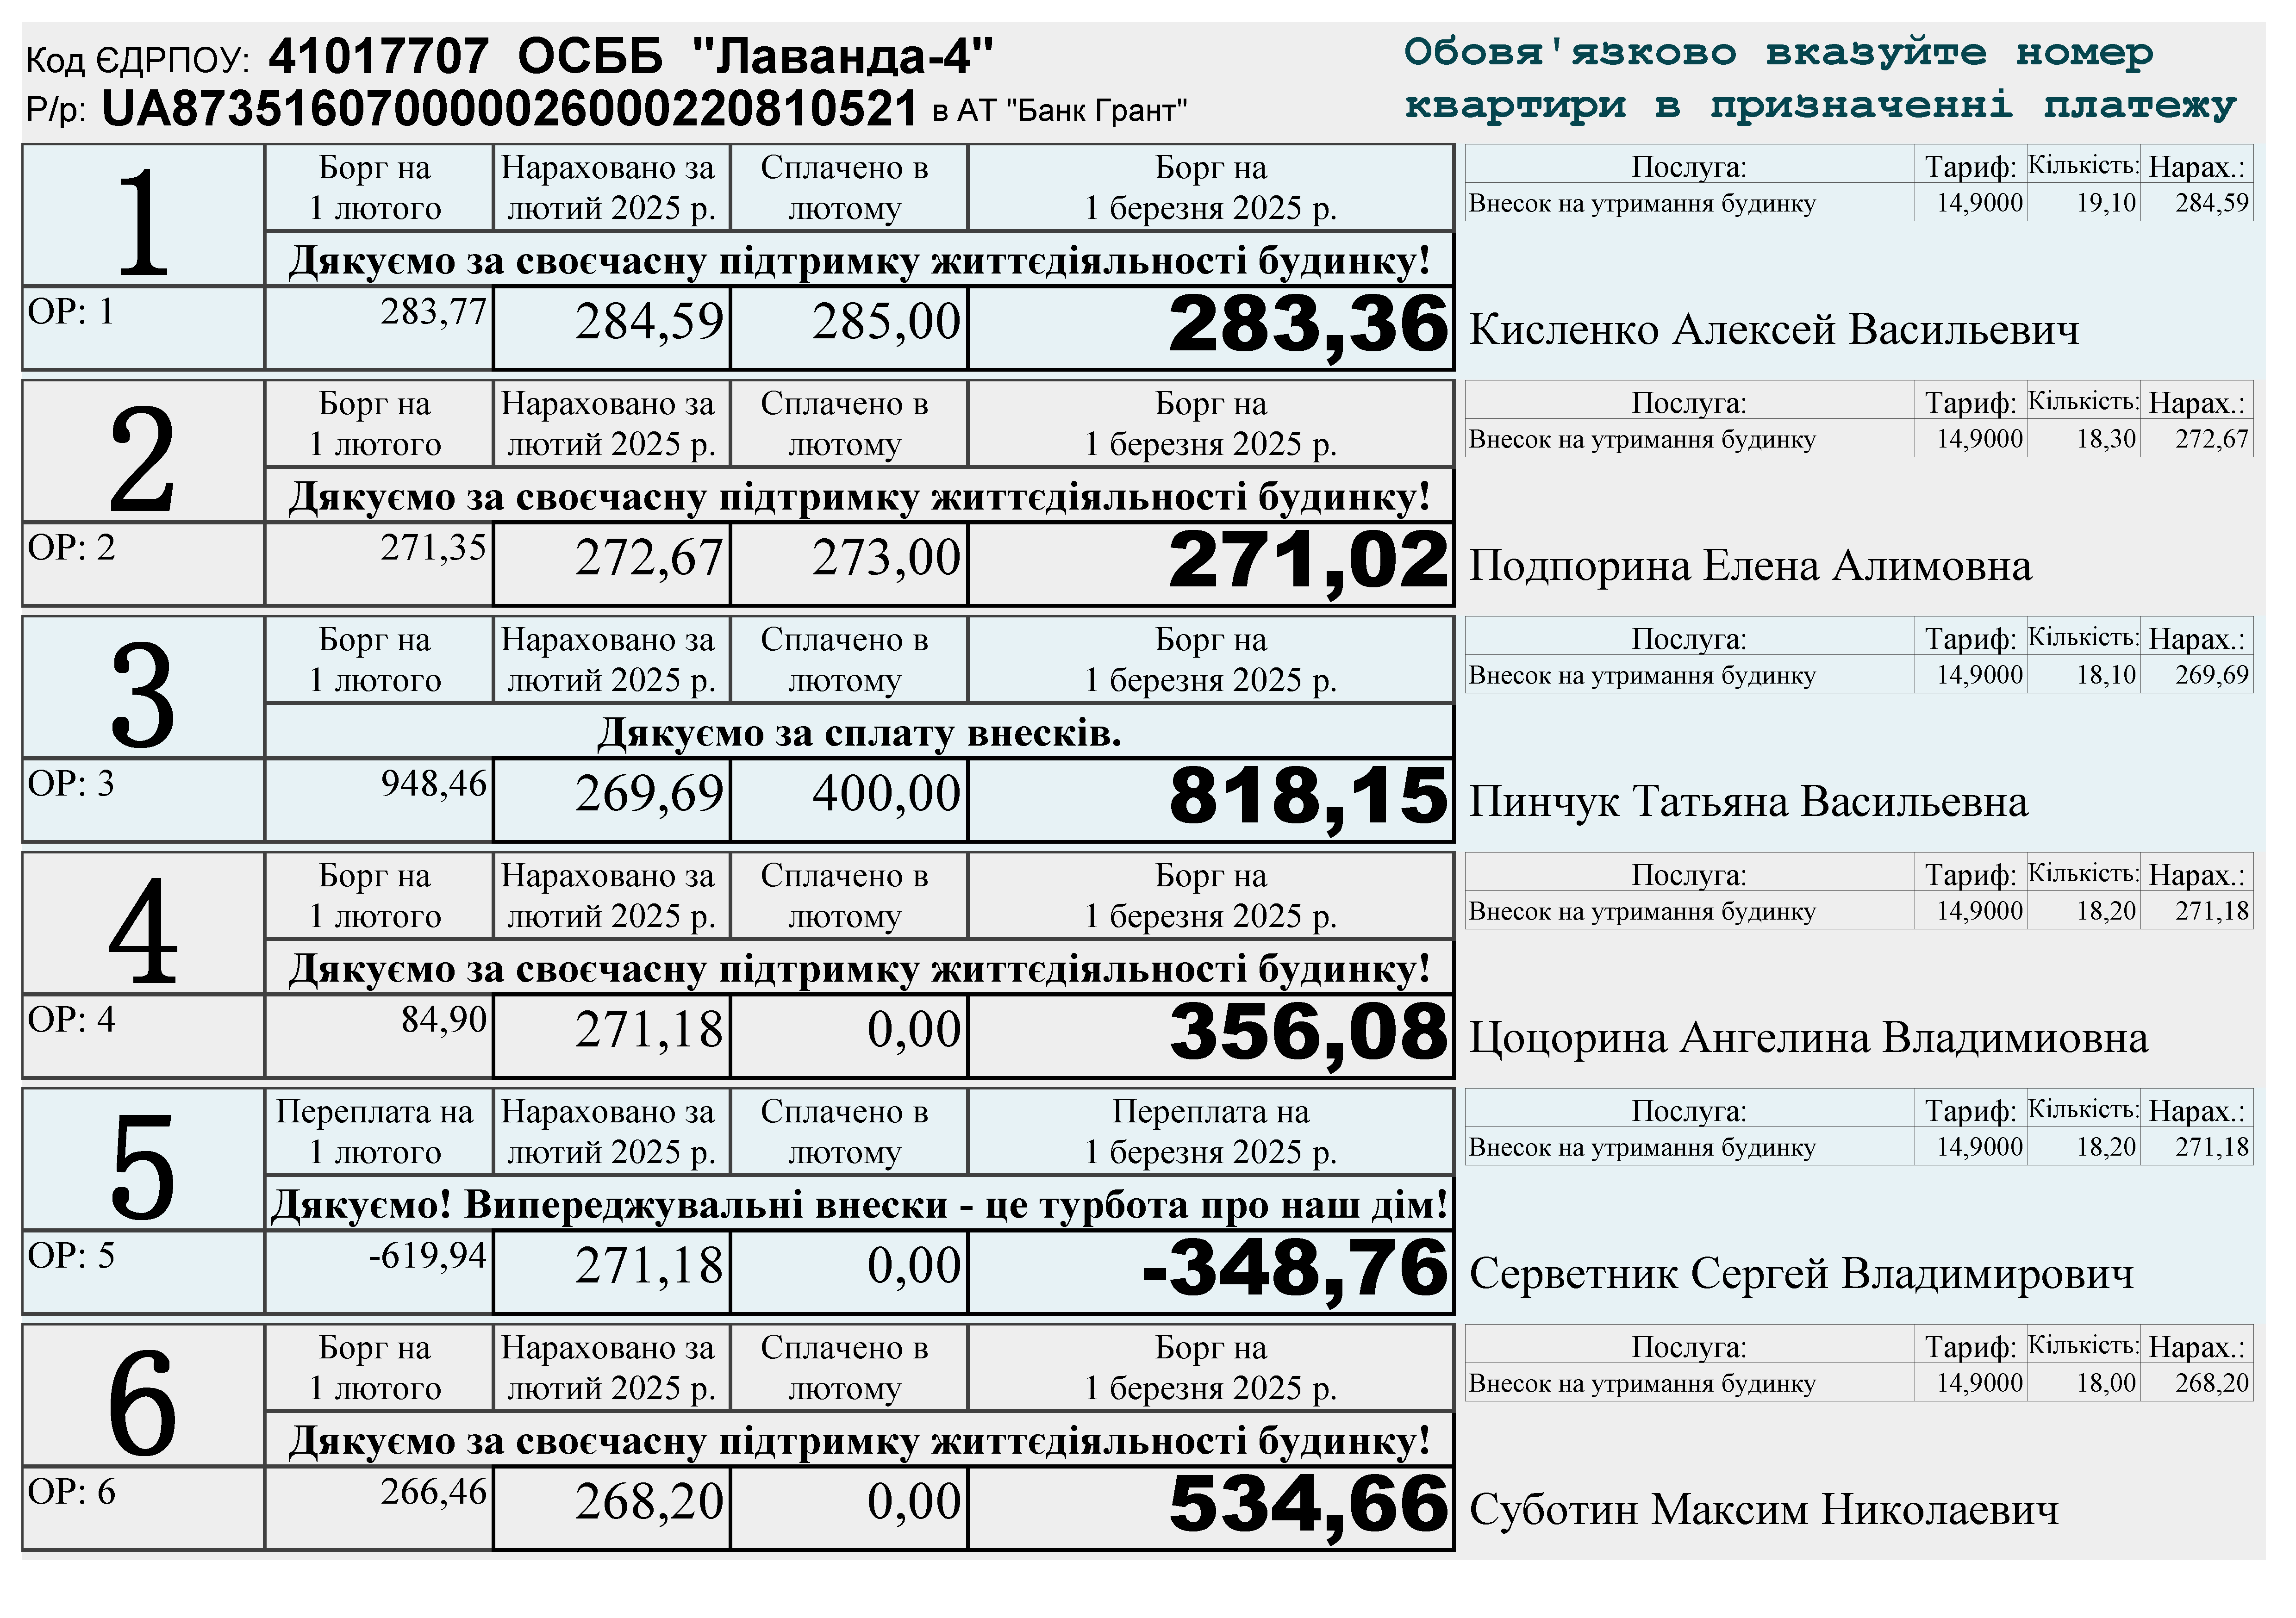 Код ЄДРПОУ: 41017707 ОСББ "Лаванда-4"
Р/р: UA873516070000026000220810521 в АТ "Банк Грант"
Обовя'язково вказуйте номер
квартири в призначенні платежу
1
Борг на
1 лютого
Нараховано за
лютий 2025 р.
Сплачено в
лютому
Борг на
1 березня 2025 р.
Дякуємо за своєчасну підтримку життєдіяльності будинку!
ОР: 1 283,77 284,59 285,00 283,36
Послуга: Тариф: Кількість: Нарах.:
Внесок на утримання будинку 14,9000 19,10 284,59
Кисленко Алексей Васильевич
2
Борг на
1 лютого
Нараховано за
лютий 2025 р.
Сплачено в
лютому
Борг на
1 березня 2025 р.
Дякуємо за своєчасну підтримку життєдіяльності будинку!
ОР: 2 271,35 272,67 273,00 271,02
Послуга: Тариф: Кількість: Нарах.:
Внесок на утримання будинку 14,9000 18,30 272,67
Подпорина Елена Алимовна
3
Борг на
1 лютого
Нараховано за
лютий 2025 р.
Сплачено в
лютому
Борг на
1 березня 2025 р.
Дякуємо за сплату внесків.
ОР: 3 948,46 269,69 400,00 818,15
Послуга: Тариф: Кількість: Нарах.:
Внесок на утримання будинку 14,9000 18,10 269,69
Пинчук Татьяна Васильевна
4
Борг на
1 лютого
Нараховано за
лютий 2025 р.
Сплачено в
лютому
Борг на
1 березня 2025 р.
Дякуємо за своєчасну підтримку життєдіяльності будинку!
ОР: 4 84,90 271,18 0,00 356,08
Послуга: Тариф: Кількість: Нарах.:
Внесок на утримання будинку 14,9000 18,20 271,18
Цоцорина Ангелина Владимиовна
5
Переплата на
1 лютого
Нараховано за
лютий 2025 р.
Сплачено в
лютому
Переплата на
1 березня 2025 р.
Дякуємо! Випереджувальні внески - це турбота про наш дім!
ОР: 5 -619,94 271,18 0,00 -348,76
Послуга: Тариф: Кількість: Нарах.:
Внесок на утримання будинку 14,9000 18,20 271,18
Серветник Сергей Владимирович
6
Борг на
1 лютого
Нараховано за
лютий 2025 р.
Сплачено в
лютому
Борг на
1 березня 2025 р.
Дякуємо за своєчасну підтримку життєдіяльності будинку!
ОР: 6 266,46 268,20 0,00 534,66
Послуга: Тариф: Кількість: Нарах.:
Внесок на утримання будинку 14,9000 18,00 268,20
Суботин Максим Николаевич